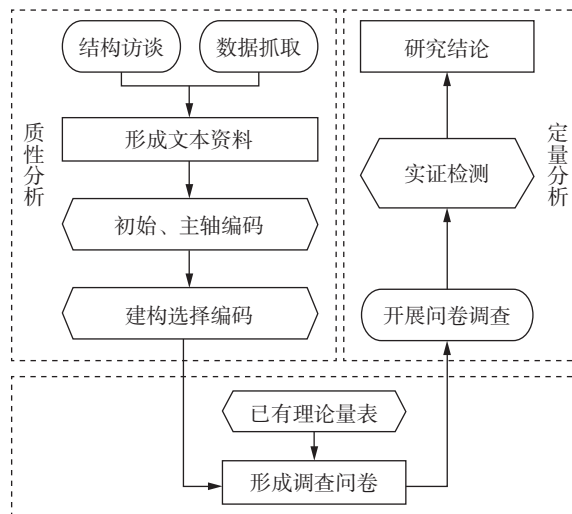 结构访谈
数据抓取
形成文本资料
初始、主轴编码
建构选择编码
质性分析
研究结论
实证检测
开展问卷调查
定量分析
已有理论量表
形成调查问卷